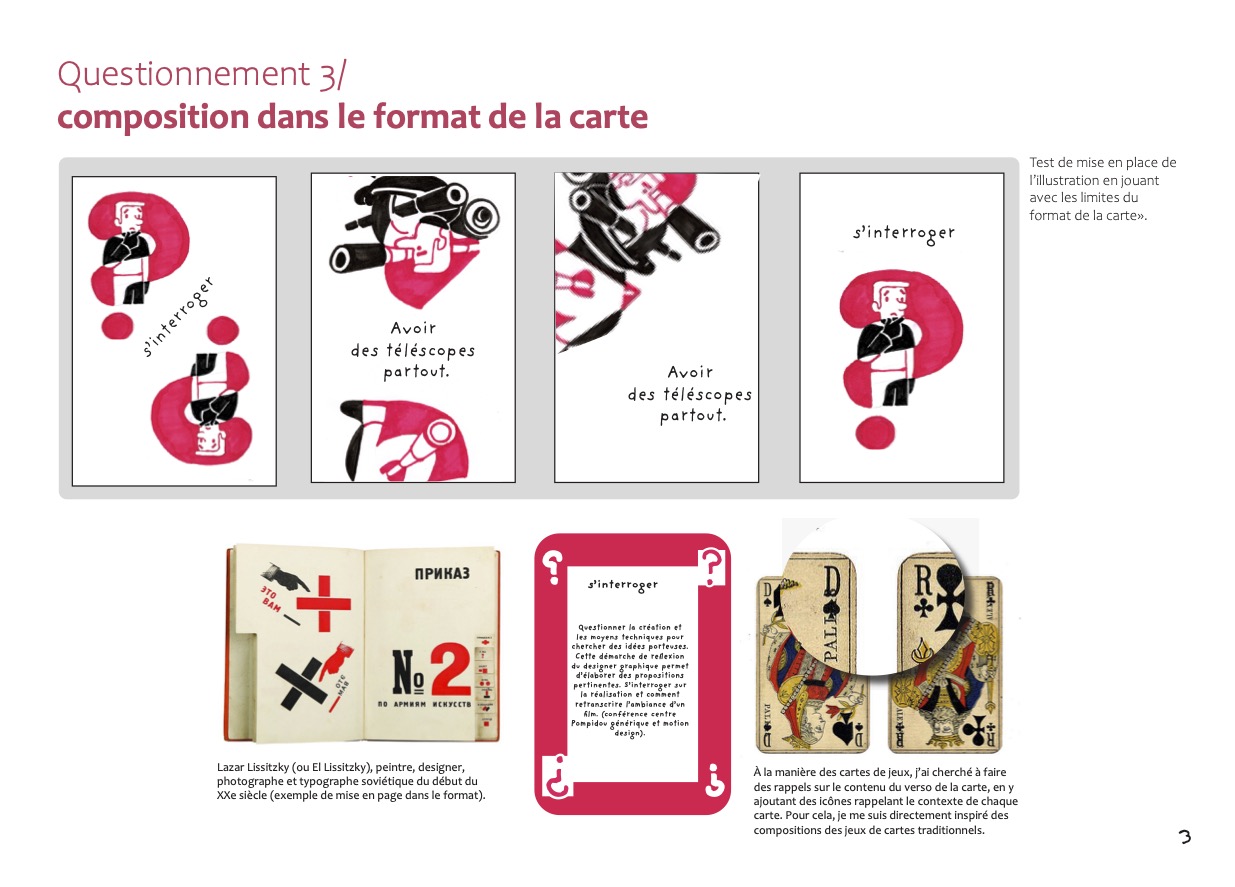 Questionnement 3/
composition dans le format de la carte
Test de mise en place de
l'illustration en jouant
avec les limites du
format de la carte».
s'interroger
Avoir
des téléscopes
partout.
Avoir
des téléscopes
partout.
s'interroger
ЭТО
ВАМ
ПРИКАЗ
№ 2
ПО АРМИЯМ ИСКУССТВ
Lazar Lissitzky (ou El Lissitzky), peintre, designer,
photographe et typographe soviétique du début du
XXe siècle (exemple de mise en page dans le format).
?
?
s'interroger
Questionner la création et
les moyens techniques pour
chercher des idées porteuses.
Cette démarche de reflexion
du designer graphique permet
d'élaborer des propositions
pertinentes. S'interroger sur
la réalisation et comment
retranscrire l'ambiance d'un
film. (conférence centre
Pompidou générique et motion
design).
?
?
D
D
PALLAS
R
D
À la manière des cartes de jeux, j'ai cherché à faire
des rappels sur le contenu du verso de la carte, en y
ajoutant des icônes rappelant le contexte de chaque
carte. Pour cela, je me suis directement inspiré des
compositions des jeux de cartes traditionnels.
3